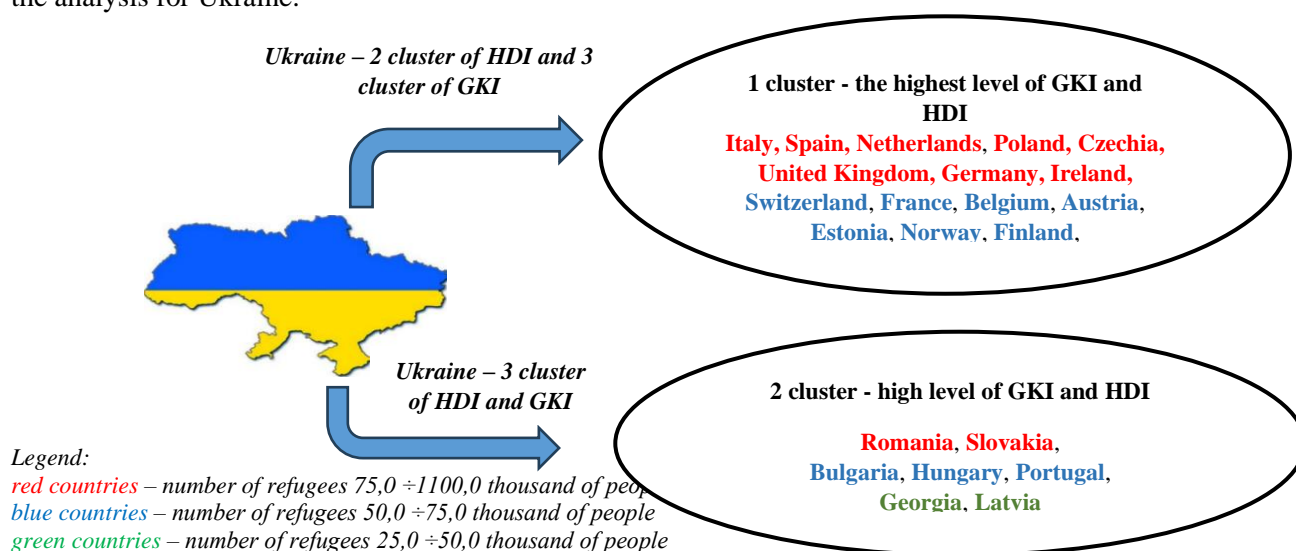 the analysis for Ukraine.
Ukraine – 2 cluster of HDI and 3
cluster of GKI
1 cluster - the highest level of GKI and
HDI
Italy, Spain, Netherlands, Poland, Czechia,
United Kingdom, Germany, Ireland,
Switzerland, France, Belgium, Austria,
Estonia, Norway, Finland,
Ukraine – 3 cluster
of HDI and GKI
2 cluster - high level of GKI and HDI
Romania, Slovakia,
Bulgaria, Hungary, Portugal,
Georgia, Latvia
Legend:
red countries – number of refugees 75,0 ÷1100,0 thousand of
blue countries – number of refugees 50,0 ÷75,0 thousand of people
green countries – number of refugees 25,0 ÷50,0 thousand of people